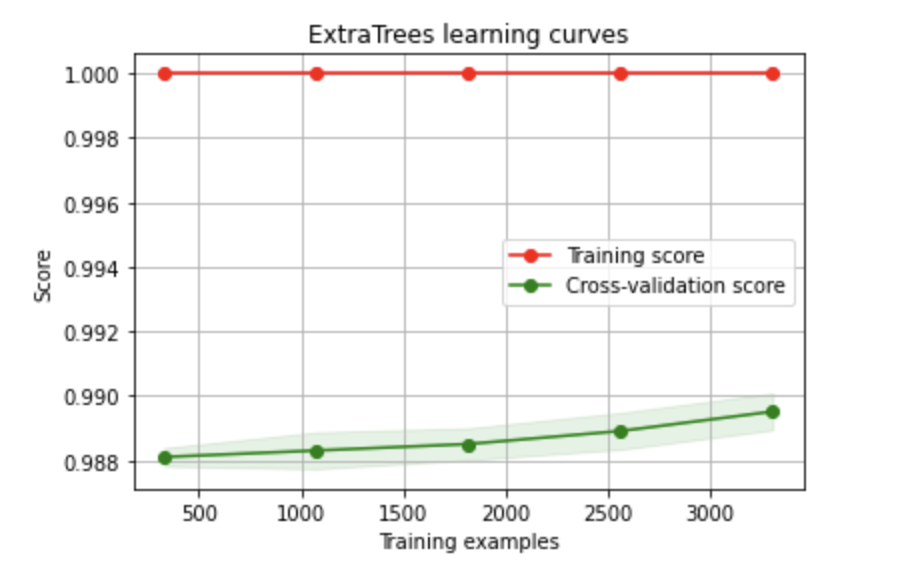 ExtraTrees learning curves
1.000
0.998
0.996
0.994
0.992
0.990
0.988
Score
Training score
Cross-validation score
500 1000 1500 2000 2500 3000
Training examples